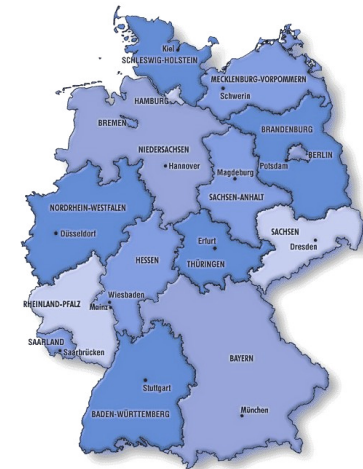 Kiel
SCHLESWIG-HOLSTEIN
MECKLENBURG-VORPOMMERN
Schwerin
HAMBURG
BREMEN
NIEDERSACHSEN
Hannover
BRANDENBURG
BERLIN
Potsdam
Magdeburg
SACHSEN-ANHALT
NORDRHEIN-WESTFALEN
Düsseldorf
SACHSEN
Dresden
Erfurt
THÜRINGEN
HESSEN
Wiesbaden
Mainz
RHEINLAND-PFALZ
SAARLAND
Saarbrücken
BAYERN
Stuttgart
BADEN-WÜRTTEMBERG
München